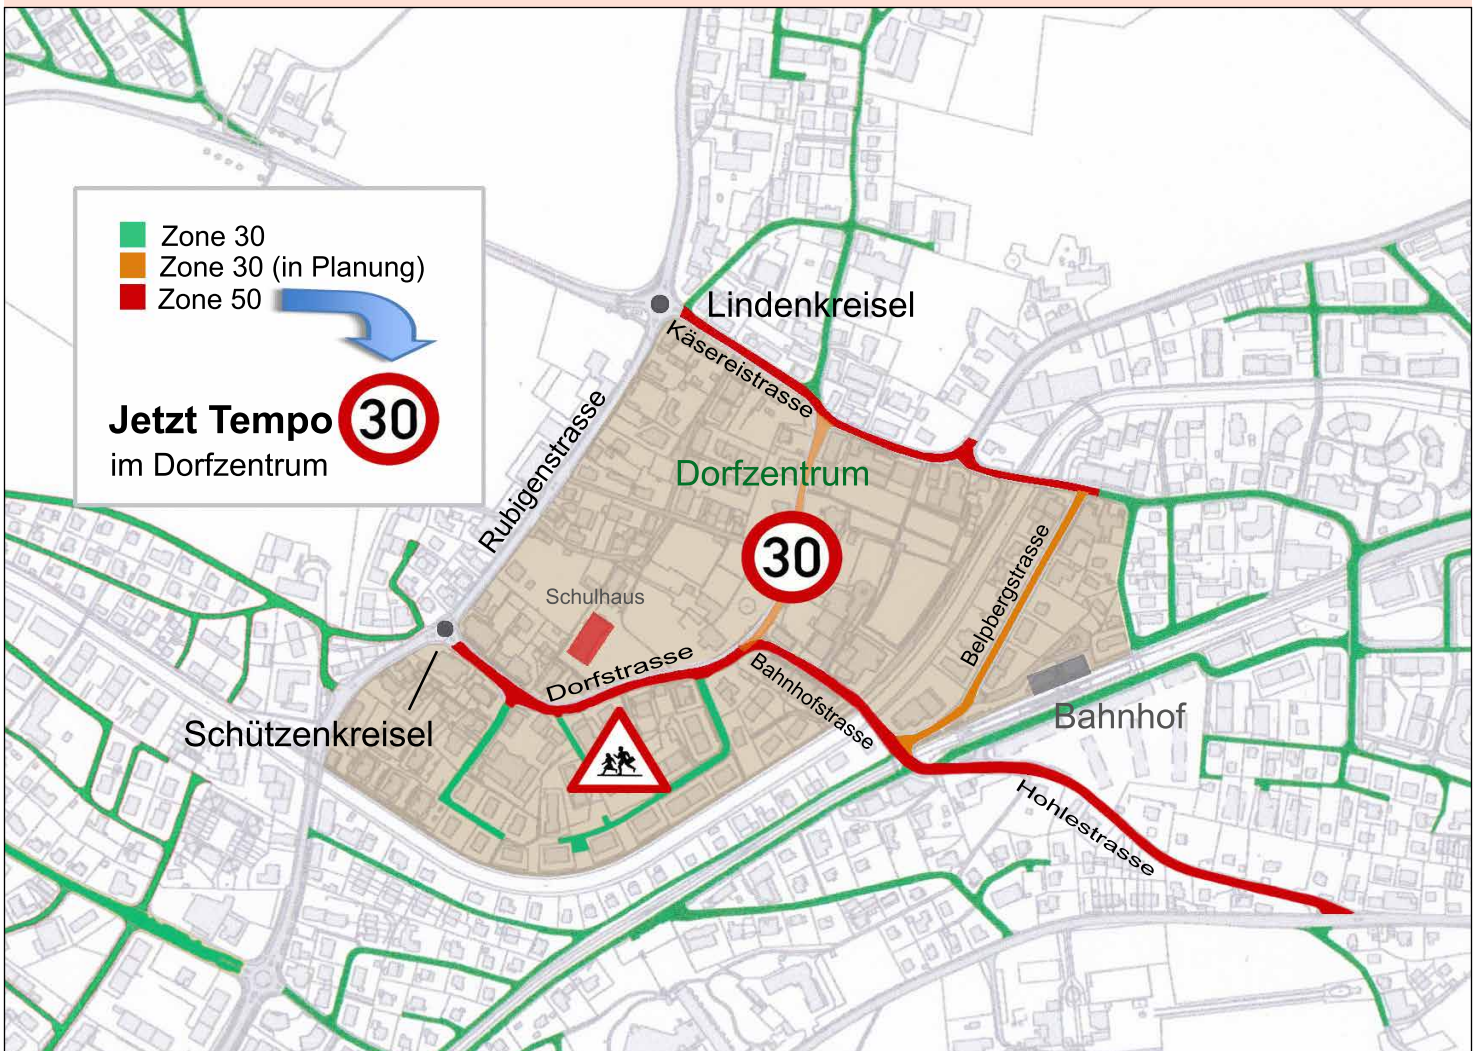 Zone 30
Zone 30 (in Planung)
Zone 50
Jetzt Tempo 30
im Dorfzentrum
Lindenkreisel
Käsereistrasse
Rubigenstrasse
Dorfzentrum
30
Schulhaus
Belpbergstrasse
Dorfstrasse
Bahnhofstrasse
Schützenkreisel
Bahnhof
Hohlestrasse